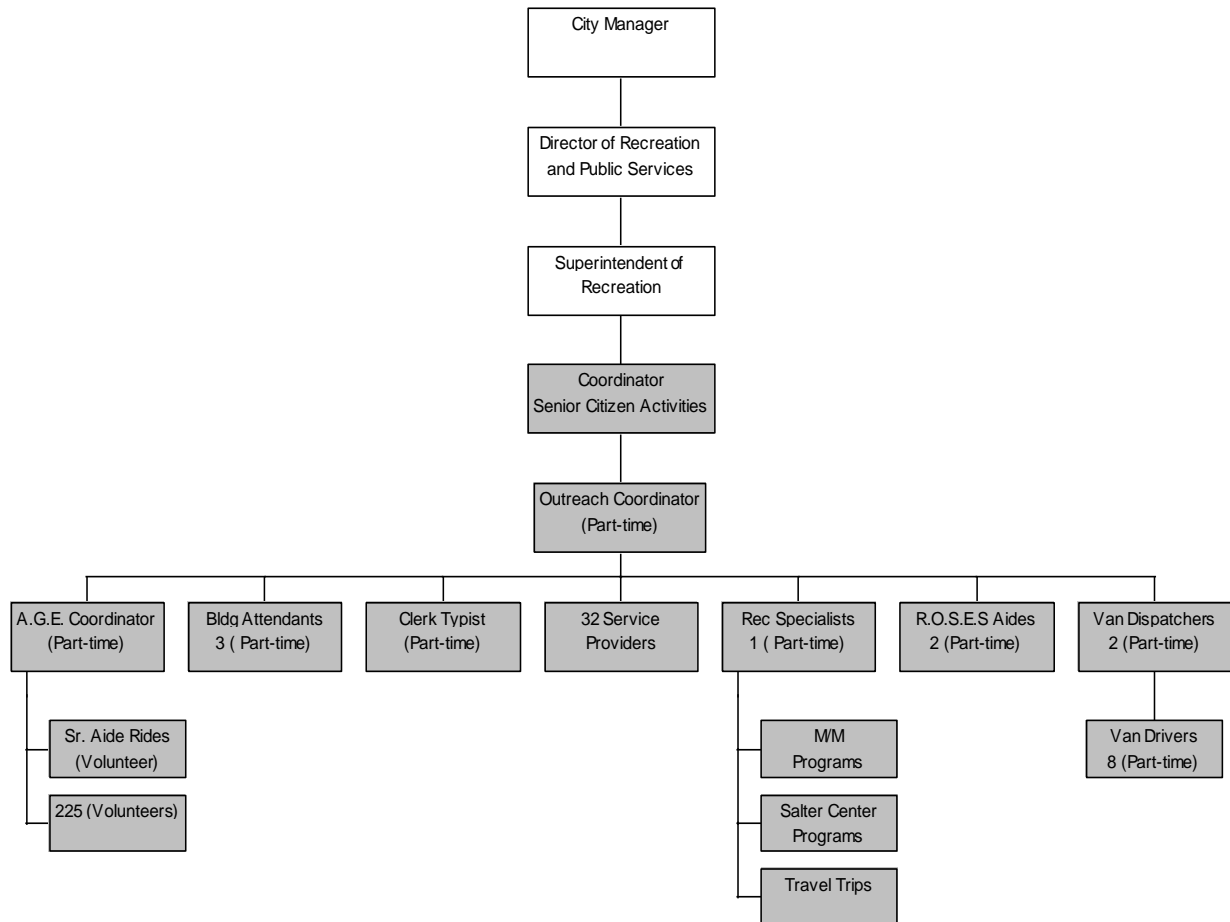 City Manager
Director of Recreation
and Public Services
Superintendent of
Recreation
Coordinator
Senior Citizen Activities
Outreach Coordinator
(Part-time)
A.G.E. Coordinator
(Part-time)
Bldg Attendants
3 ( Part-time)
Clerk Typist
(Part-time)
32 Service
Providers
Rec Specialists
1 ( Part-time)
R.O.S.E.S Aides
2 (Part-time)
Van Dispatchers
2 (Part-time)
Sr. Aide Rides
(Volunteer)
225 (Volunteers)
M/M
Programs
Salter Center
Programs
Travel Trips
Van Drivers
8 (Part-time)